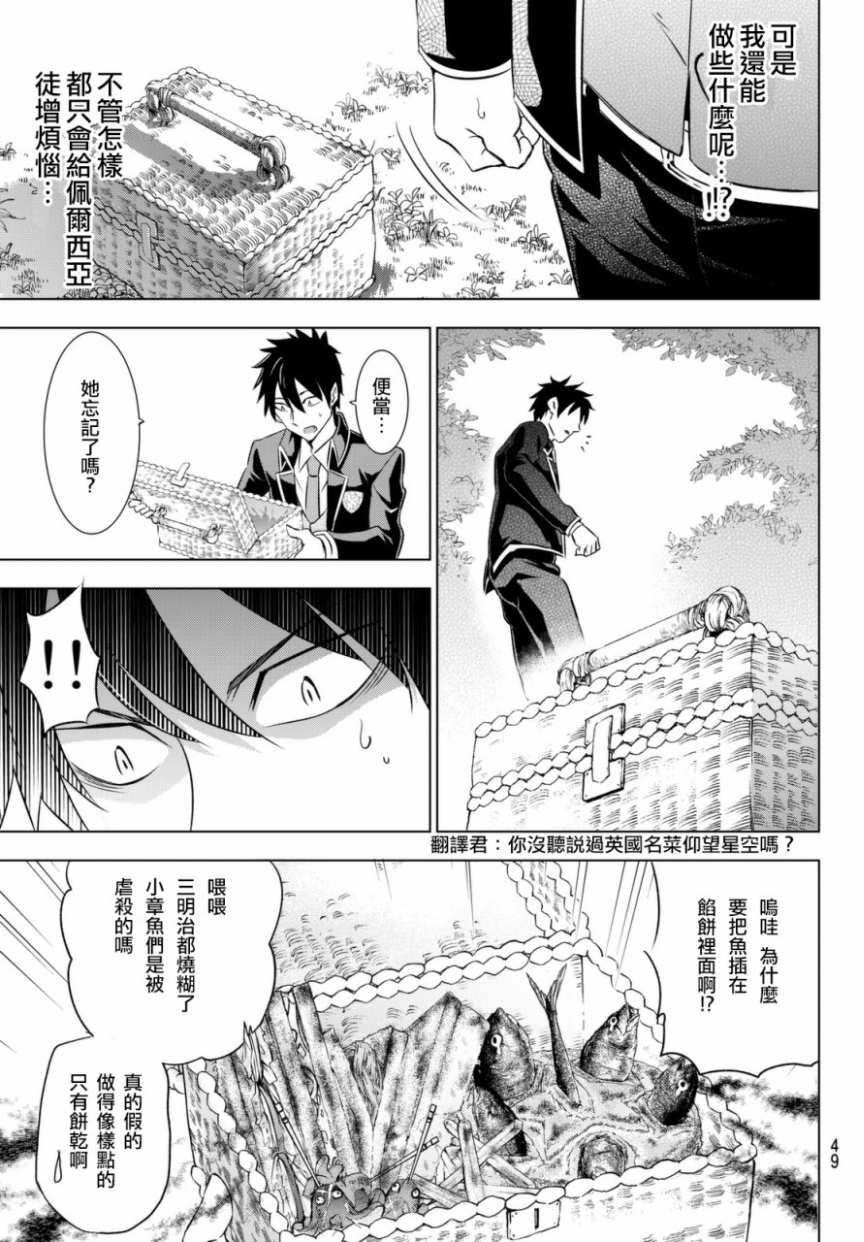 可是
我還能
做些什麼呢…!?
!!
不管怎樣
都只會給佩爾西亞
徒增煩惱…
便當…
她忘記了嗎？
!!
翻譯君：你沒聽説過英國名菜仰望星空嗎？
嗚哇 為什麼
要把魚插在
餡餅裡面啊!?
喂喂
三明治都燒糊了
小章魚們是被
虐殺的嗎
真的假的
做得像樣點的
只有餅乾啊
49